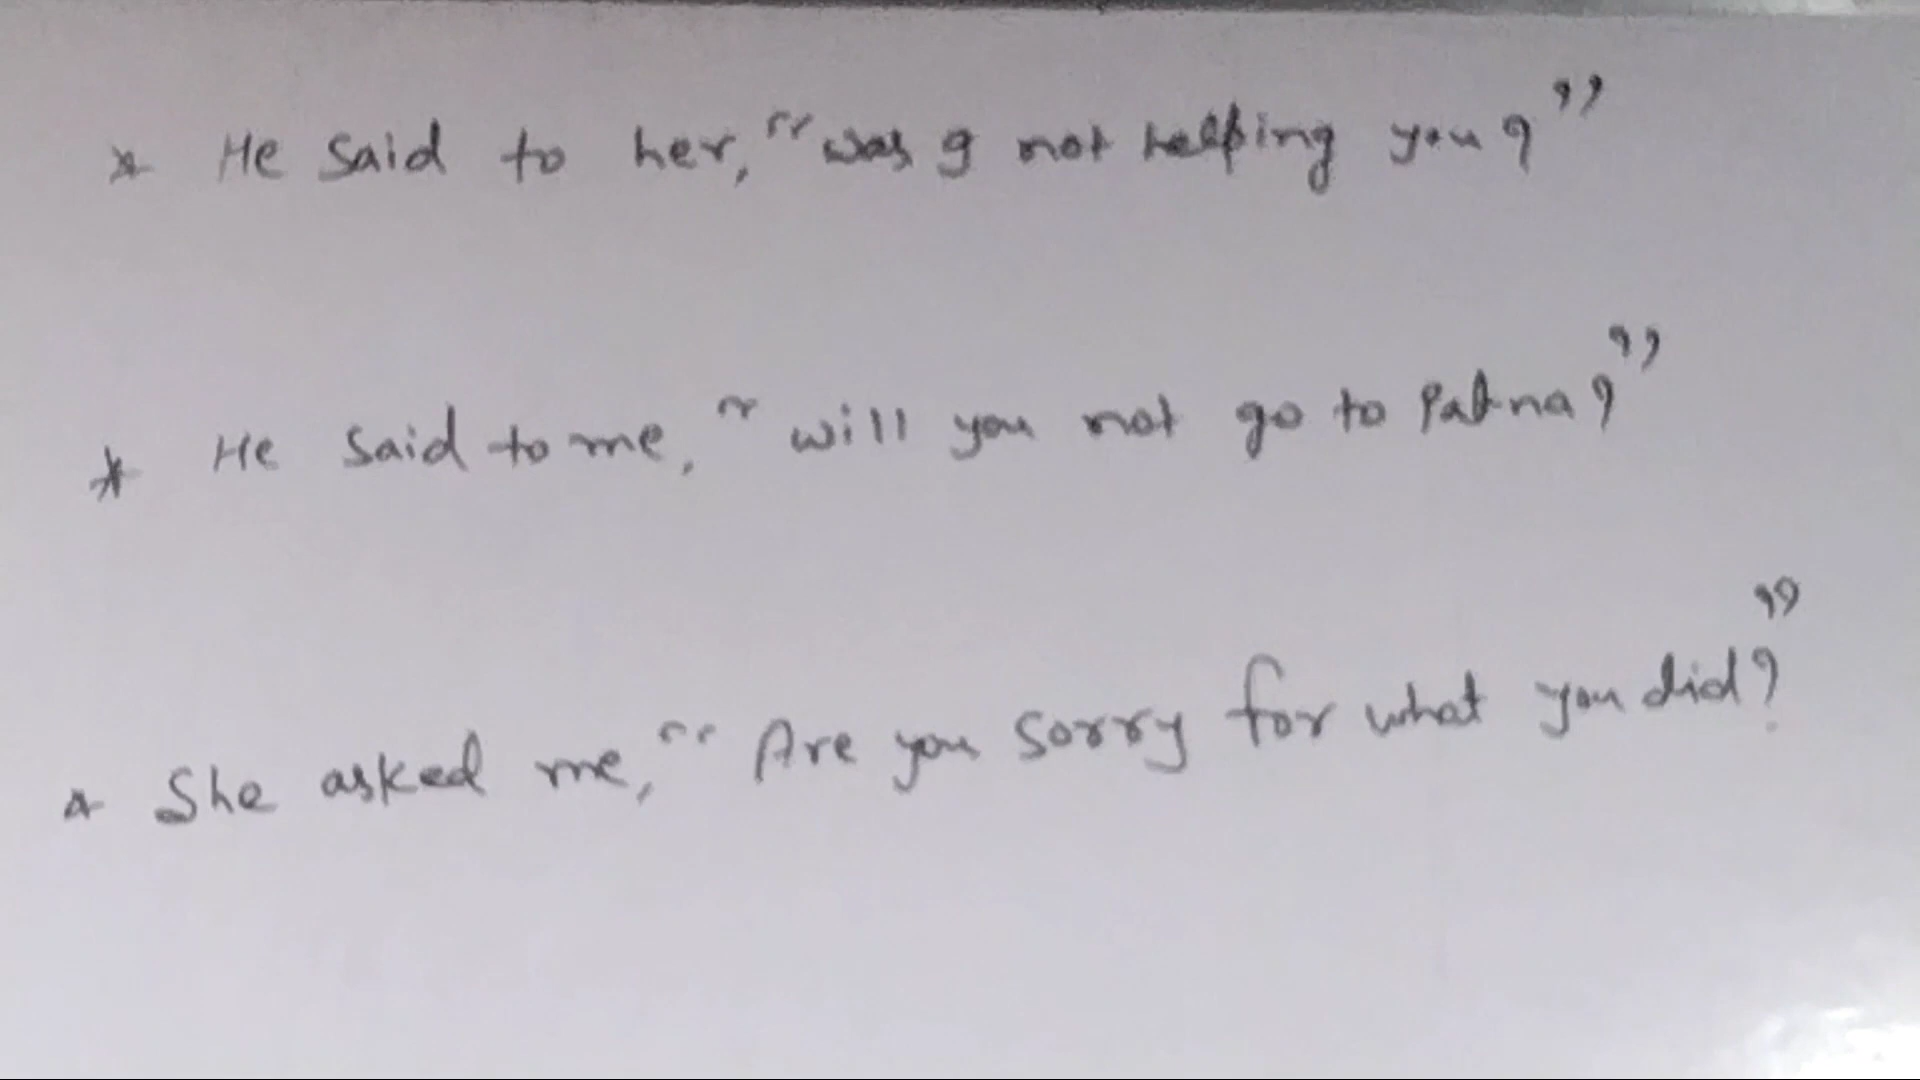 * He said to her, "was I not helping you?"
* He said to me, "will you not go to Patna?"
* She asked me, "Are you sorry for what you did?"